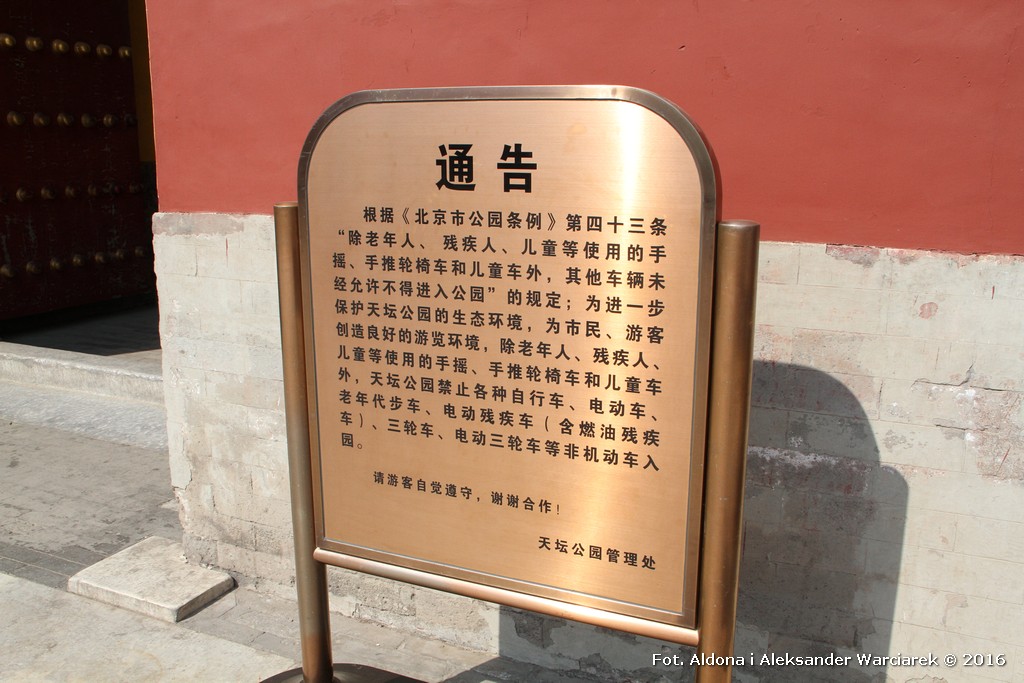 通告
根据《北京市公园条例》第四十三条
“除老年人、残疾人、儿童等使用的手
摇、手推轮椅车和儿童车外，其他车辆未
经允许不得进入公园”的规定；为进一步
保护天坛公园的生态环境，为市民、游客
创造良好的游览环境，除老年人、残疾人、
儿童等使用的手摇、手推轮椅车和儿童车
外，天坛公园禁止各种自行车、电动车、
老年代步车、电动残疾车（含燃油残疾
车）、三轮车、电动三轮车等非机动车入
园。
请游客自觉遵守，谢谢合作！
天坛公园管理处
Fot. Aldona i Aleksander Warciarek © 2016